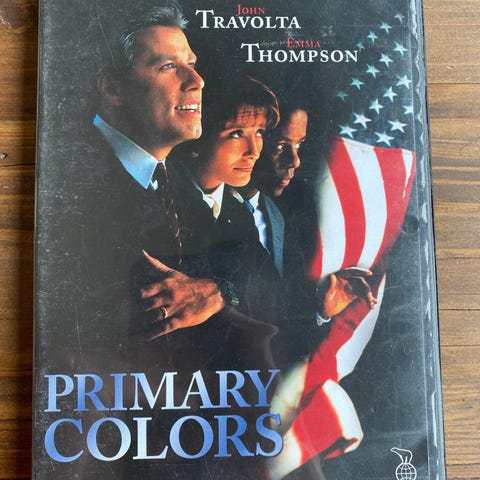 JOHN
TRAVOLTA
EMMA
THOMPSON
PRIMARY
COLORS